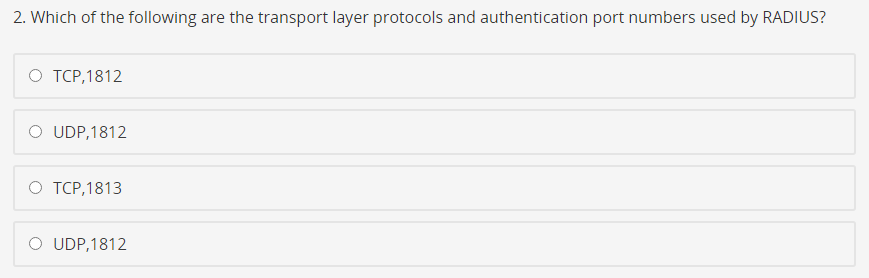 2. Which of the following are the transport layer protocols and authentication port numbers used by RADIUS?
TCP,1812
UDP,1812
TCP,1813
UDP,1812